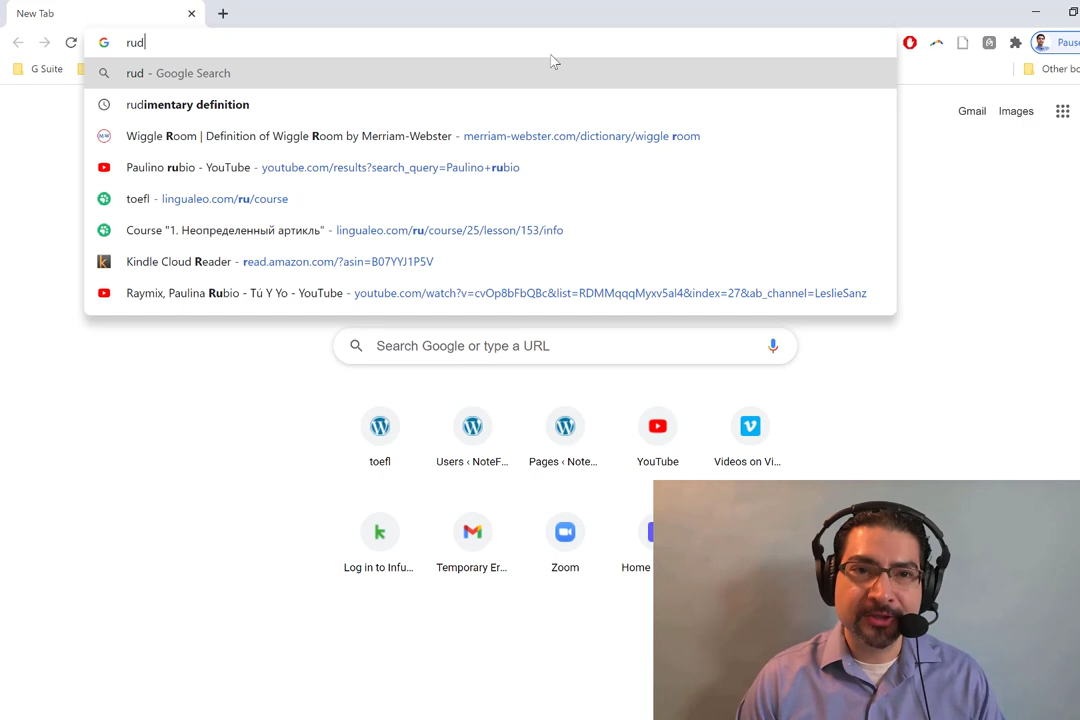 New Tab
rud
Pause
G Suite
Other bo
rud - Google Search
rudimentary definition
Wiggle Room | Definition of Wiggle Room by Merriam-Webster - merriam-webster.com/dictionary/wiggle room
Paulino rubio - YouTube - youtube.com/results?search_query=Paulino+rubio
toefl - lingualeo.com/ru/course
Course "1. Неопределенный артикль" - lingualeo.com/ru/course/25/lesson/153/info
Kindle Cloud Reader - read.amazon.com/?asin=B07YYJ1P5V
Raymix, Paulina Rubio - Tú Y Yo - YouTube - youtube.com/watch?v=cvOp8bFbQBc&list=RDMMqqqMyxv5al4&index=27&ab_channel=LeslieSanz
Gmail Images
Search Google or type a URL
toefl Users ‹ NoteF... Pages ‹ Note... YouTube Videos on Vi...
Log in to Infu... Temporary Er... Zoom Home